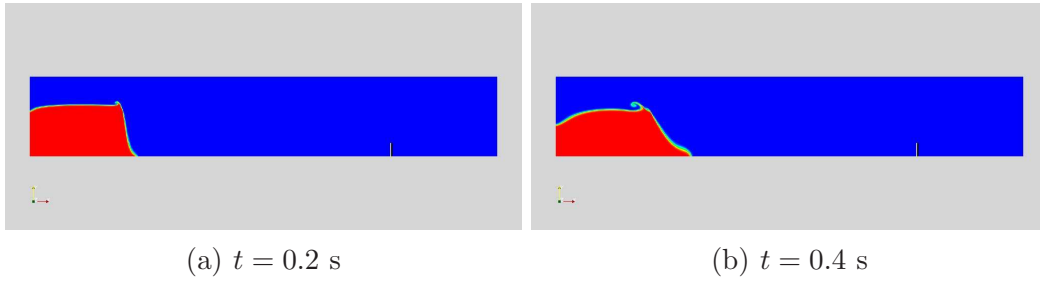 (a) t = 0.2 s
(b) t = 0.4 s